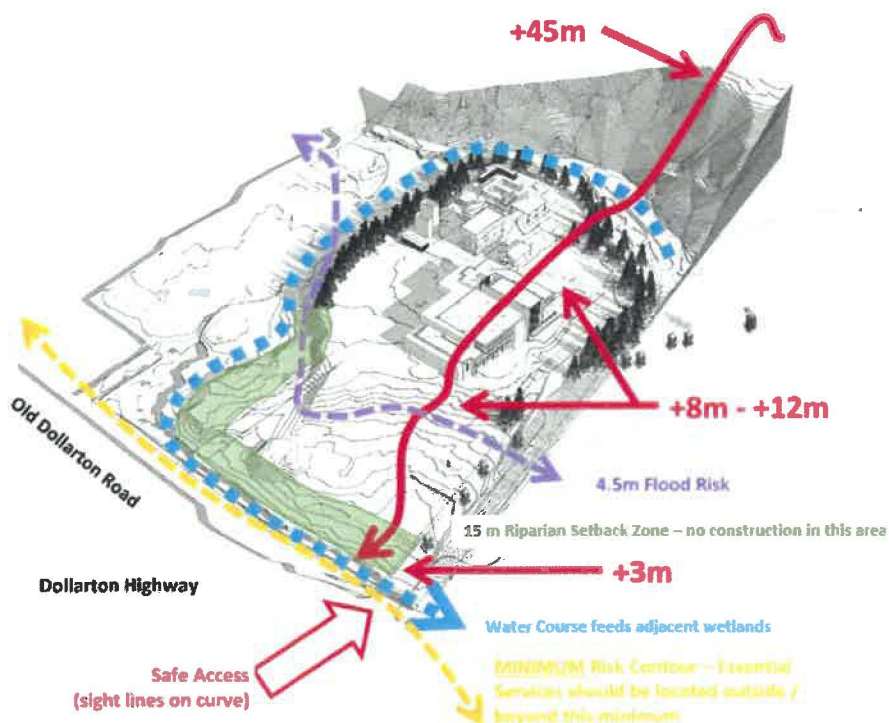 +45m
+8m - +12m
Old Dollarton Road
4.5m Flood Risk
15 m Riparian Setback Zone – no construction in this area
+3m
Dollarton Highway
Water Course feeds adjacent wetlands
Safe Access
(sight lines on curve)
MINIMUM Risk Contour – Essential
Services should be located outside /
beyond this minimum